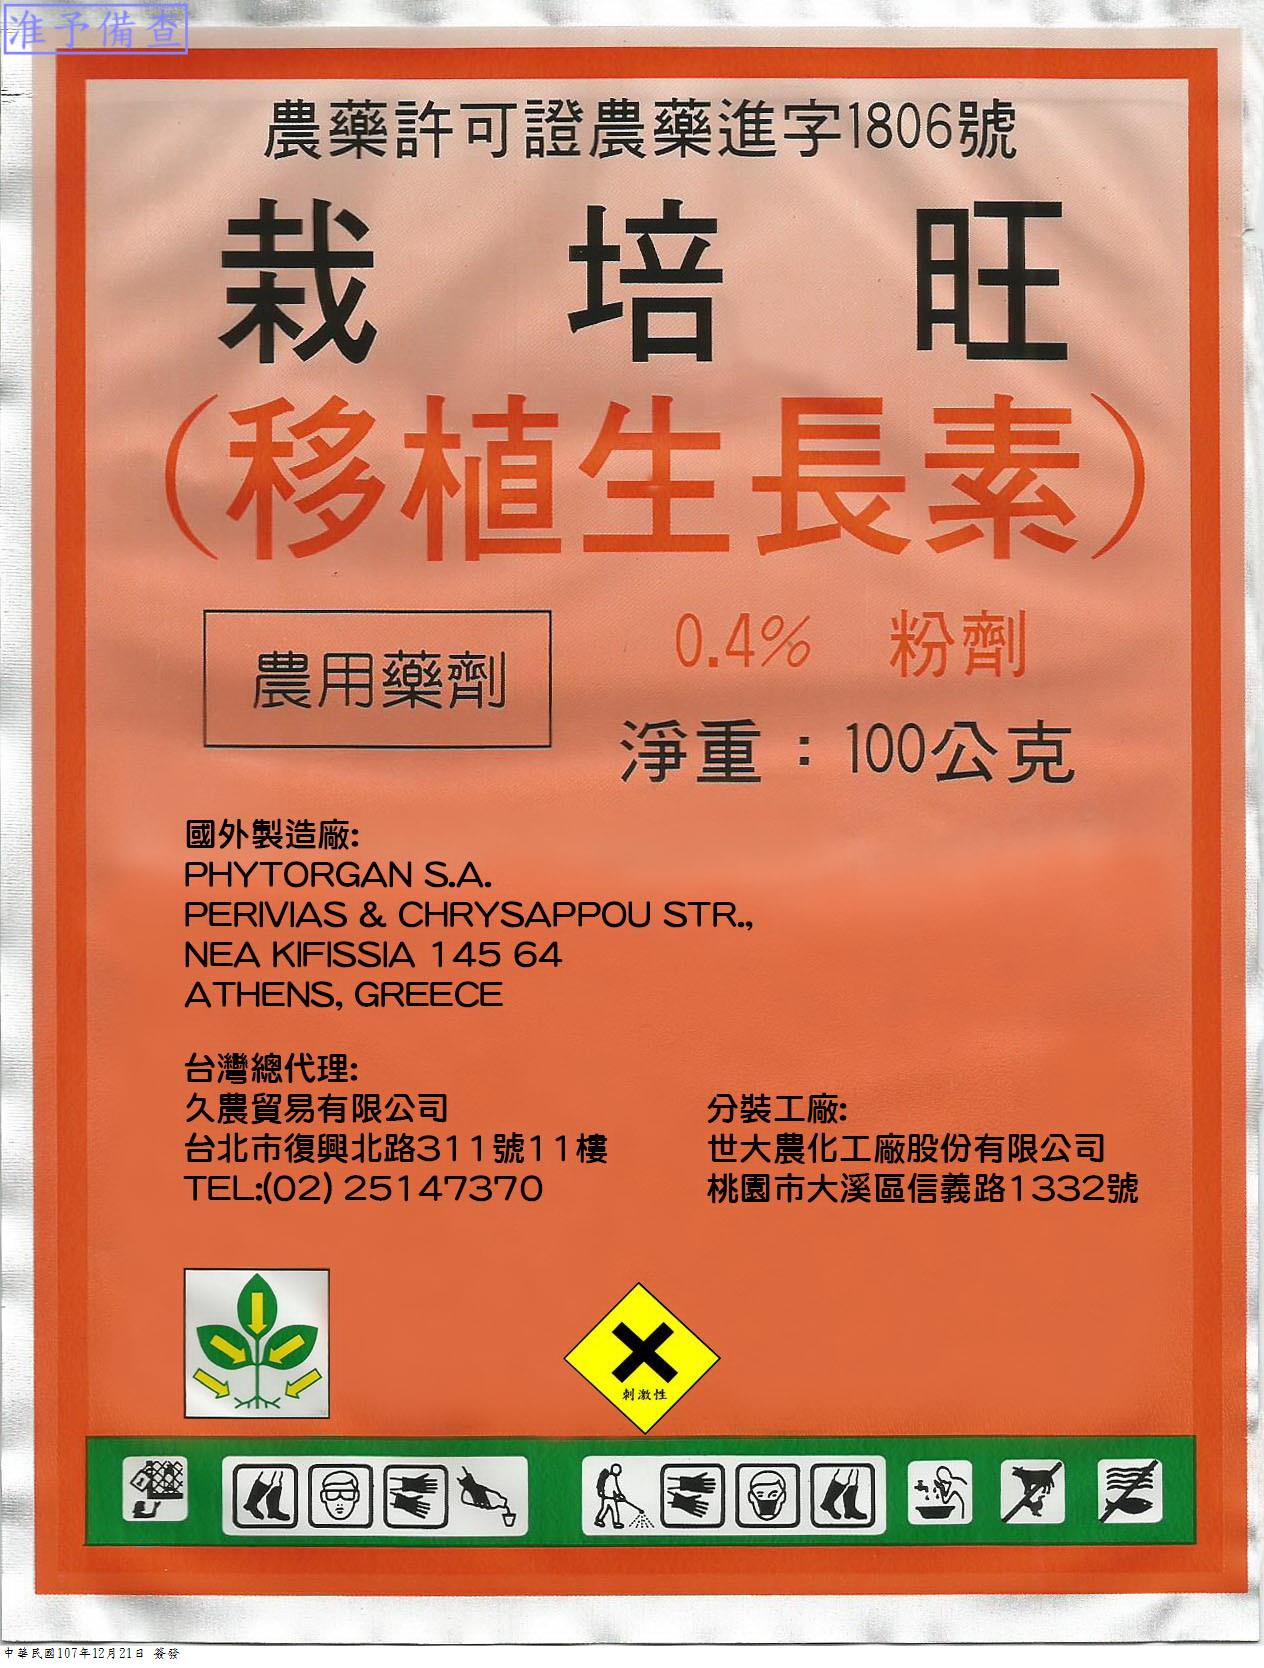 准予備查
農藥許可證農藥進字1806號
栽培旺
(移植生長素)
農用藥劑
0.4% 粉劑
淨重：100公克
國外製造廠:
PHYTORGAN S.A.
PERIVIAS & CHRYSAPPOU STR.,
NEA KIFISSIA 145 64
ATHENS, GREECE
台灣總代理:
久農貿易有限公司
台北市復興北路311號11樓
TEL:(02) 25147370
分裝工廠:
世大農化工廠股份有限公司
桃園市大溪區信義路1332號
刺激性
中華民國107年12月21日 簽發